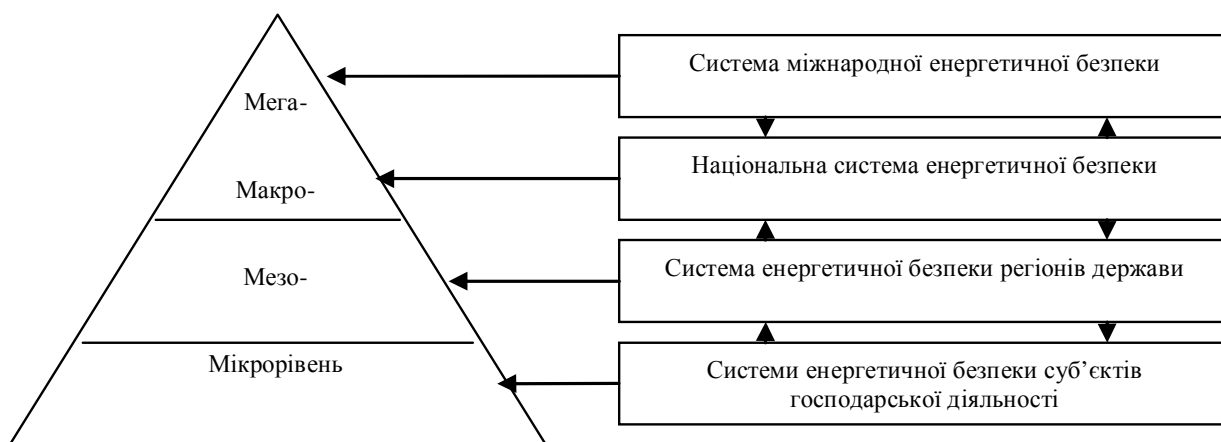 Мега-
Макро-
Мезо-
Мікрорівень
Система міжнародної енергетичної безпеки
Національна система енергетичної безпеки
Система енергетичної безпеки регіонів держави
Системи енергетичної безпеки суб’єктів
господарської діяльності